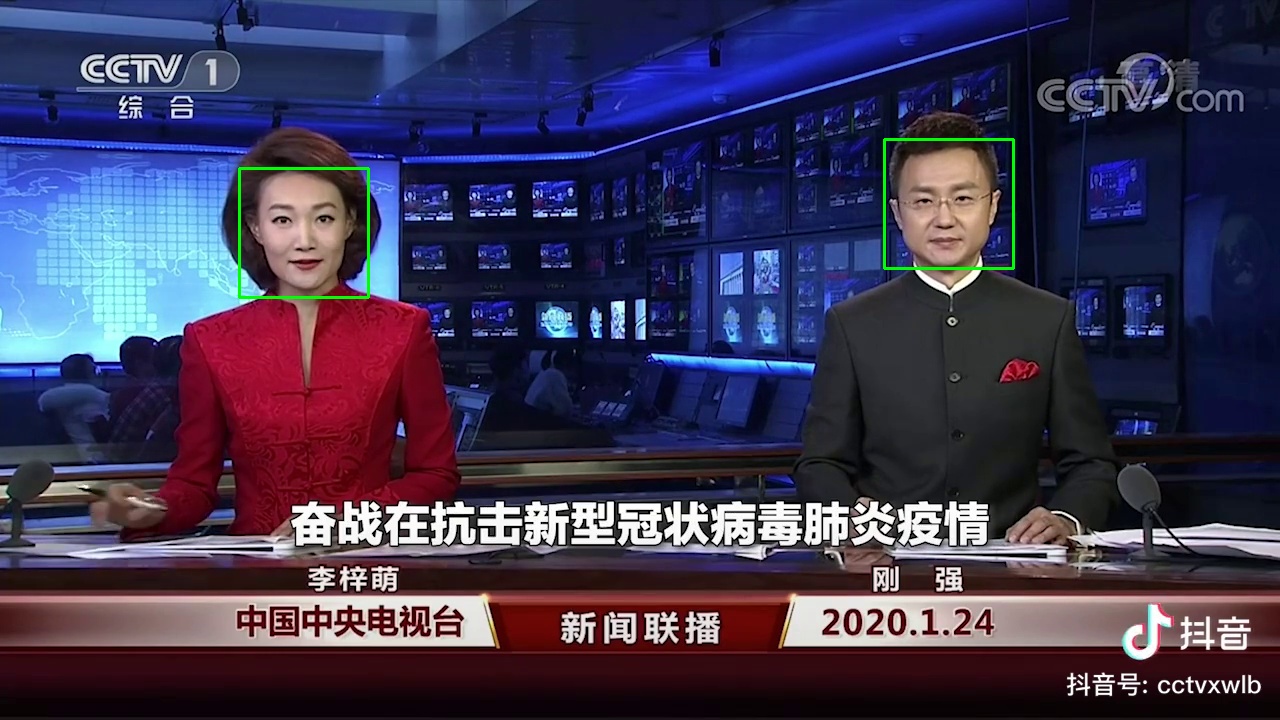 CCTV 1
综合
高清
CCTV.com
奋战在抗击新型冠状病毒肺炎疫情
李梓萌
刚 强
中国中央电视台
新闻联播
2020.1.24
抖音
抖音号: cctvxwlb